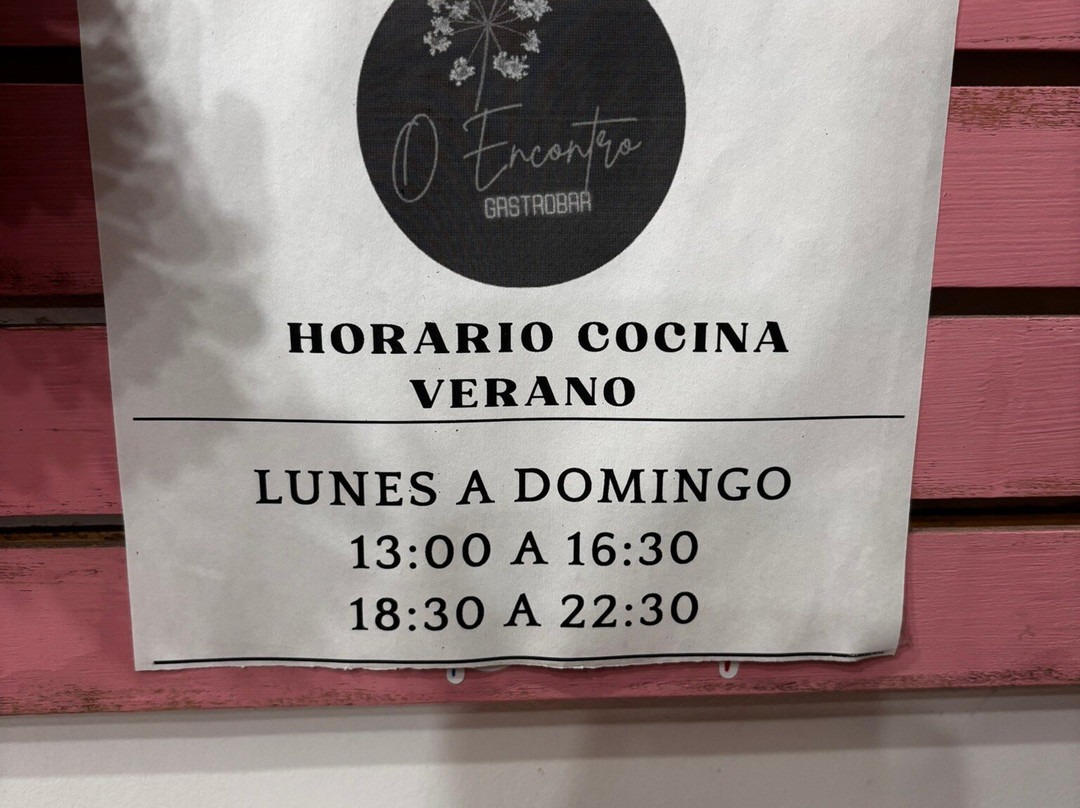 O Encontro
GASTROBAR
HORARIO COCINA
VERANO
LUNES A DOMINGO
13:00 A 16:30
18:30 A 22:30